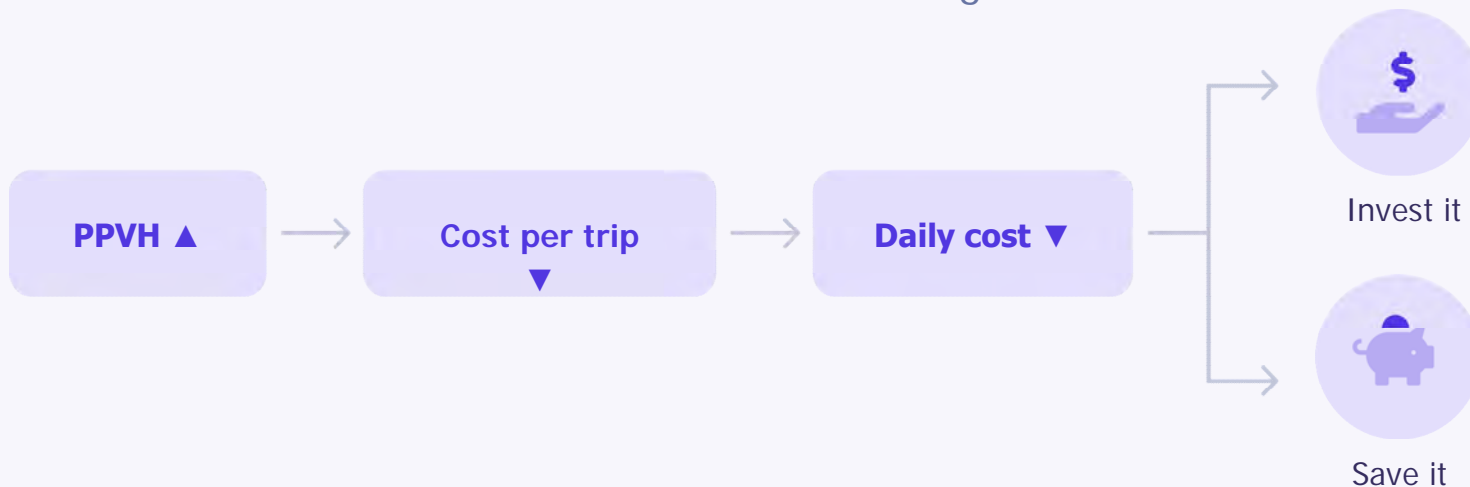 PPVH ▲
Cost per trip
▼
Daily cost ▼
$
Invest it
Save it